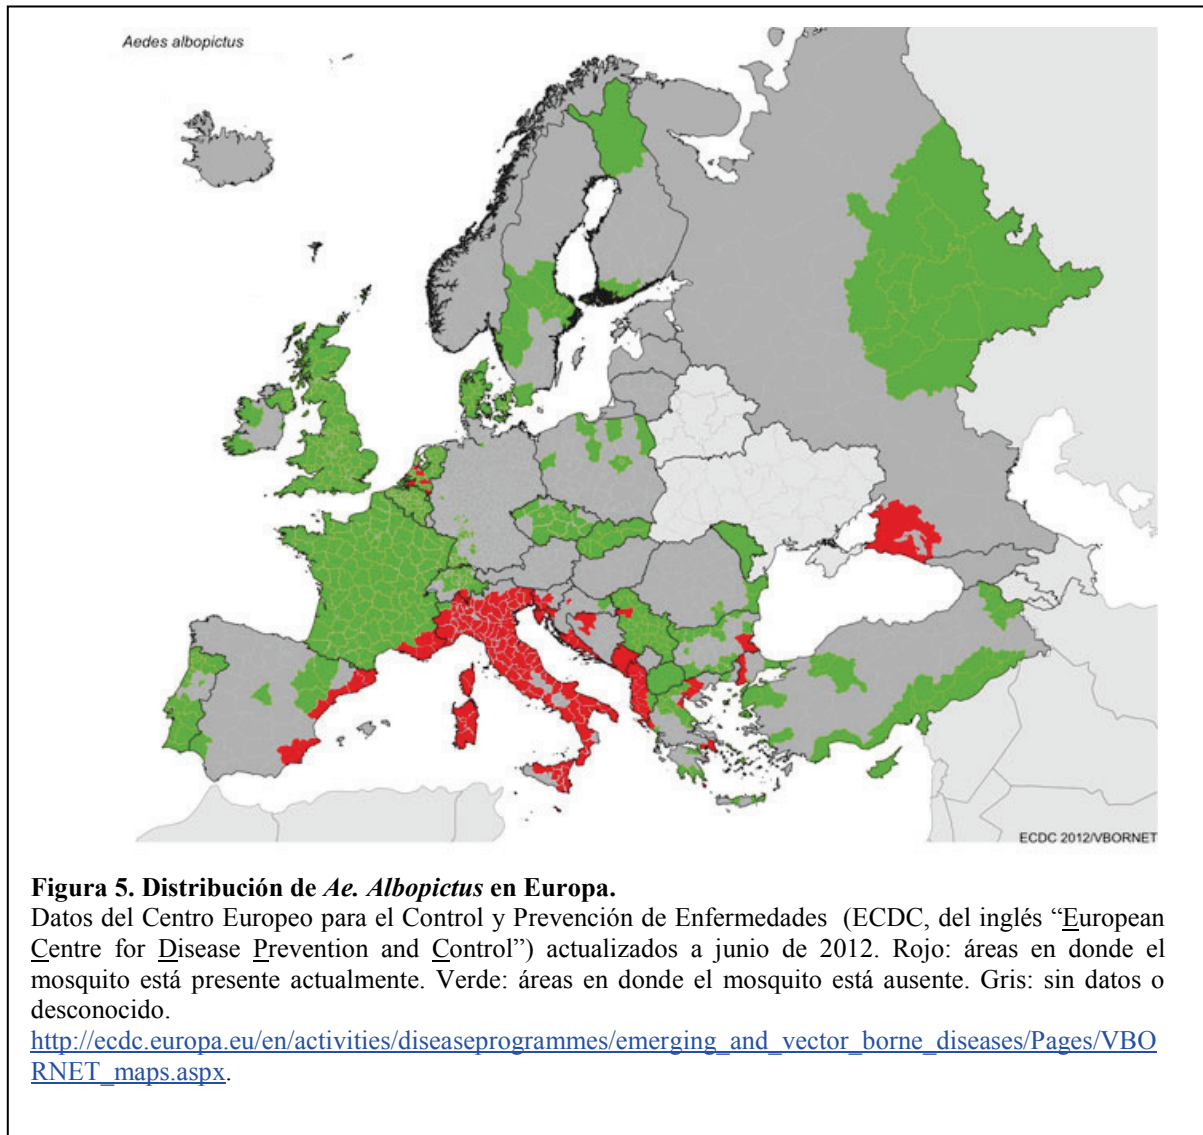 Aedes albopictus
ECDC 2012/VBORNET
Figura 5. Distribución de Ae. Albopictus en Europa.
Datos del Centro Europeo para el Control y Prevención de Enfermedades (ECDC, del inglés “European
Centre for Disease Prevention and Control”) actualizados a junio de 2012. Rojo: áreas en donde el
mosquito está presente actualmente. Verde: áreas en donde el mosquito está ausente. Gris: sin datos o
desconocido.
http://ecdc.europa.eu/en/activities/diseaseprogrammes/emerging_and_vector_borne_diseases/Pages/VBO
RNET_maps.aspx.